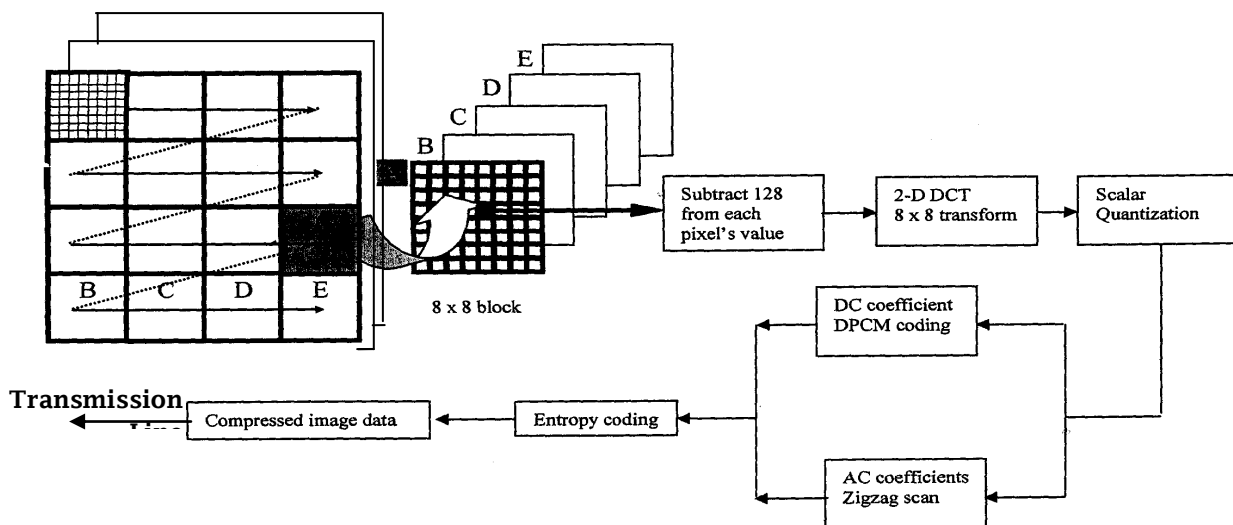 E
D
C
B
B C D E
8 x 8 block
Subtract 128
from each
pixel's value
2-D DCT
8 x 8 transform
Scalar
Quantization
DC coefficient
DPCM coding
AC coefficients
Zigzag scan
Entropy coding
Compressed image data
Transmission